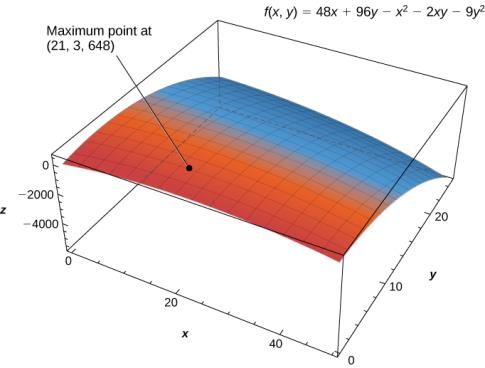 f(x, y) = 48x + 96y − x² − 2xy − 9y²
Maximum point at
(21, 3, 648)
0
−2000
z
−4000
0
20
x
40
0
10
y
20